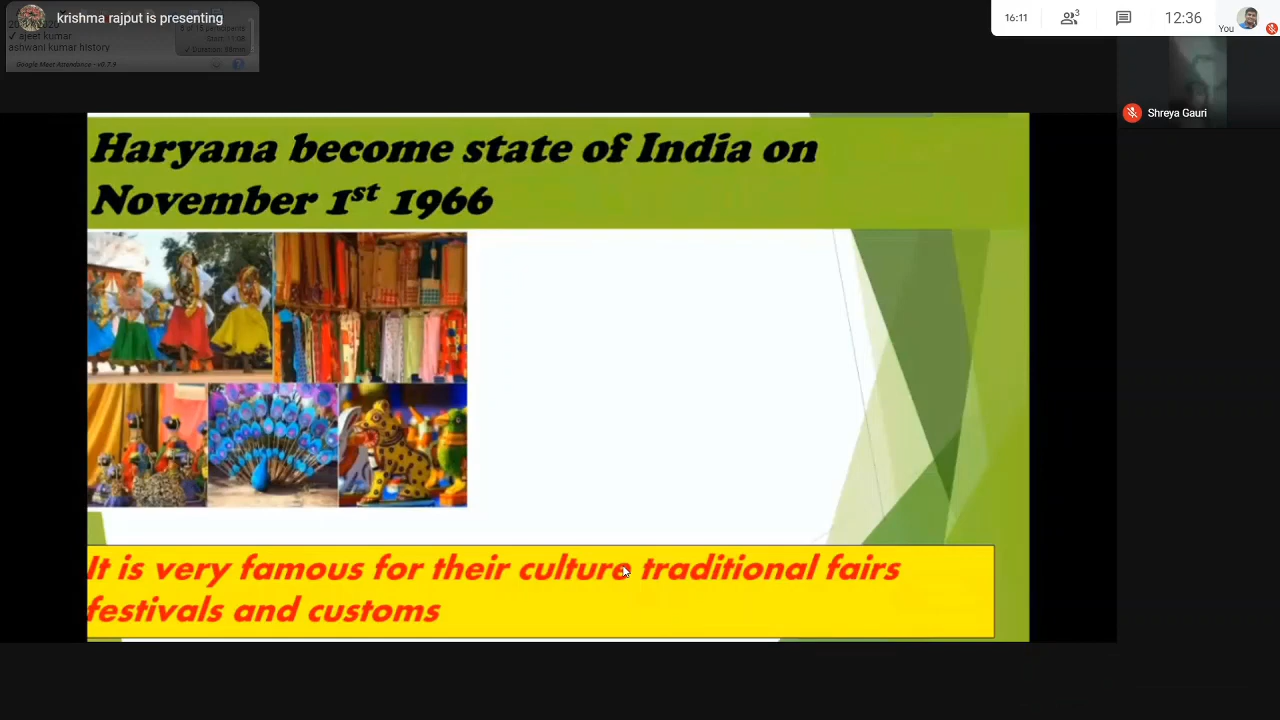 krishma rajput is presenting
ajeet kumar
ashwani kumar history
Google Meet Attendance - v0.7.9
16:11
3
12:36
You
Shreya Gauri
Haryana become state of India on
November 1st 1966
It is very famous for their culture traditional fairs
festivals and customs